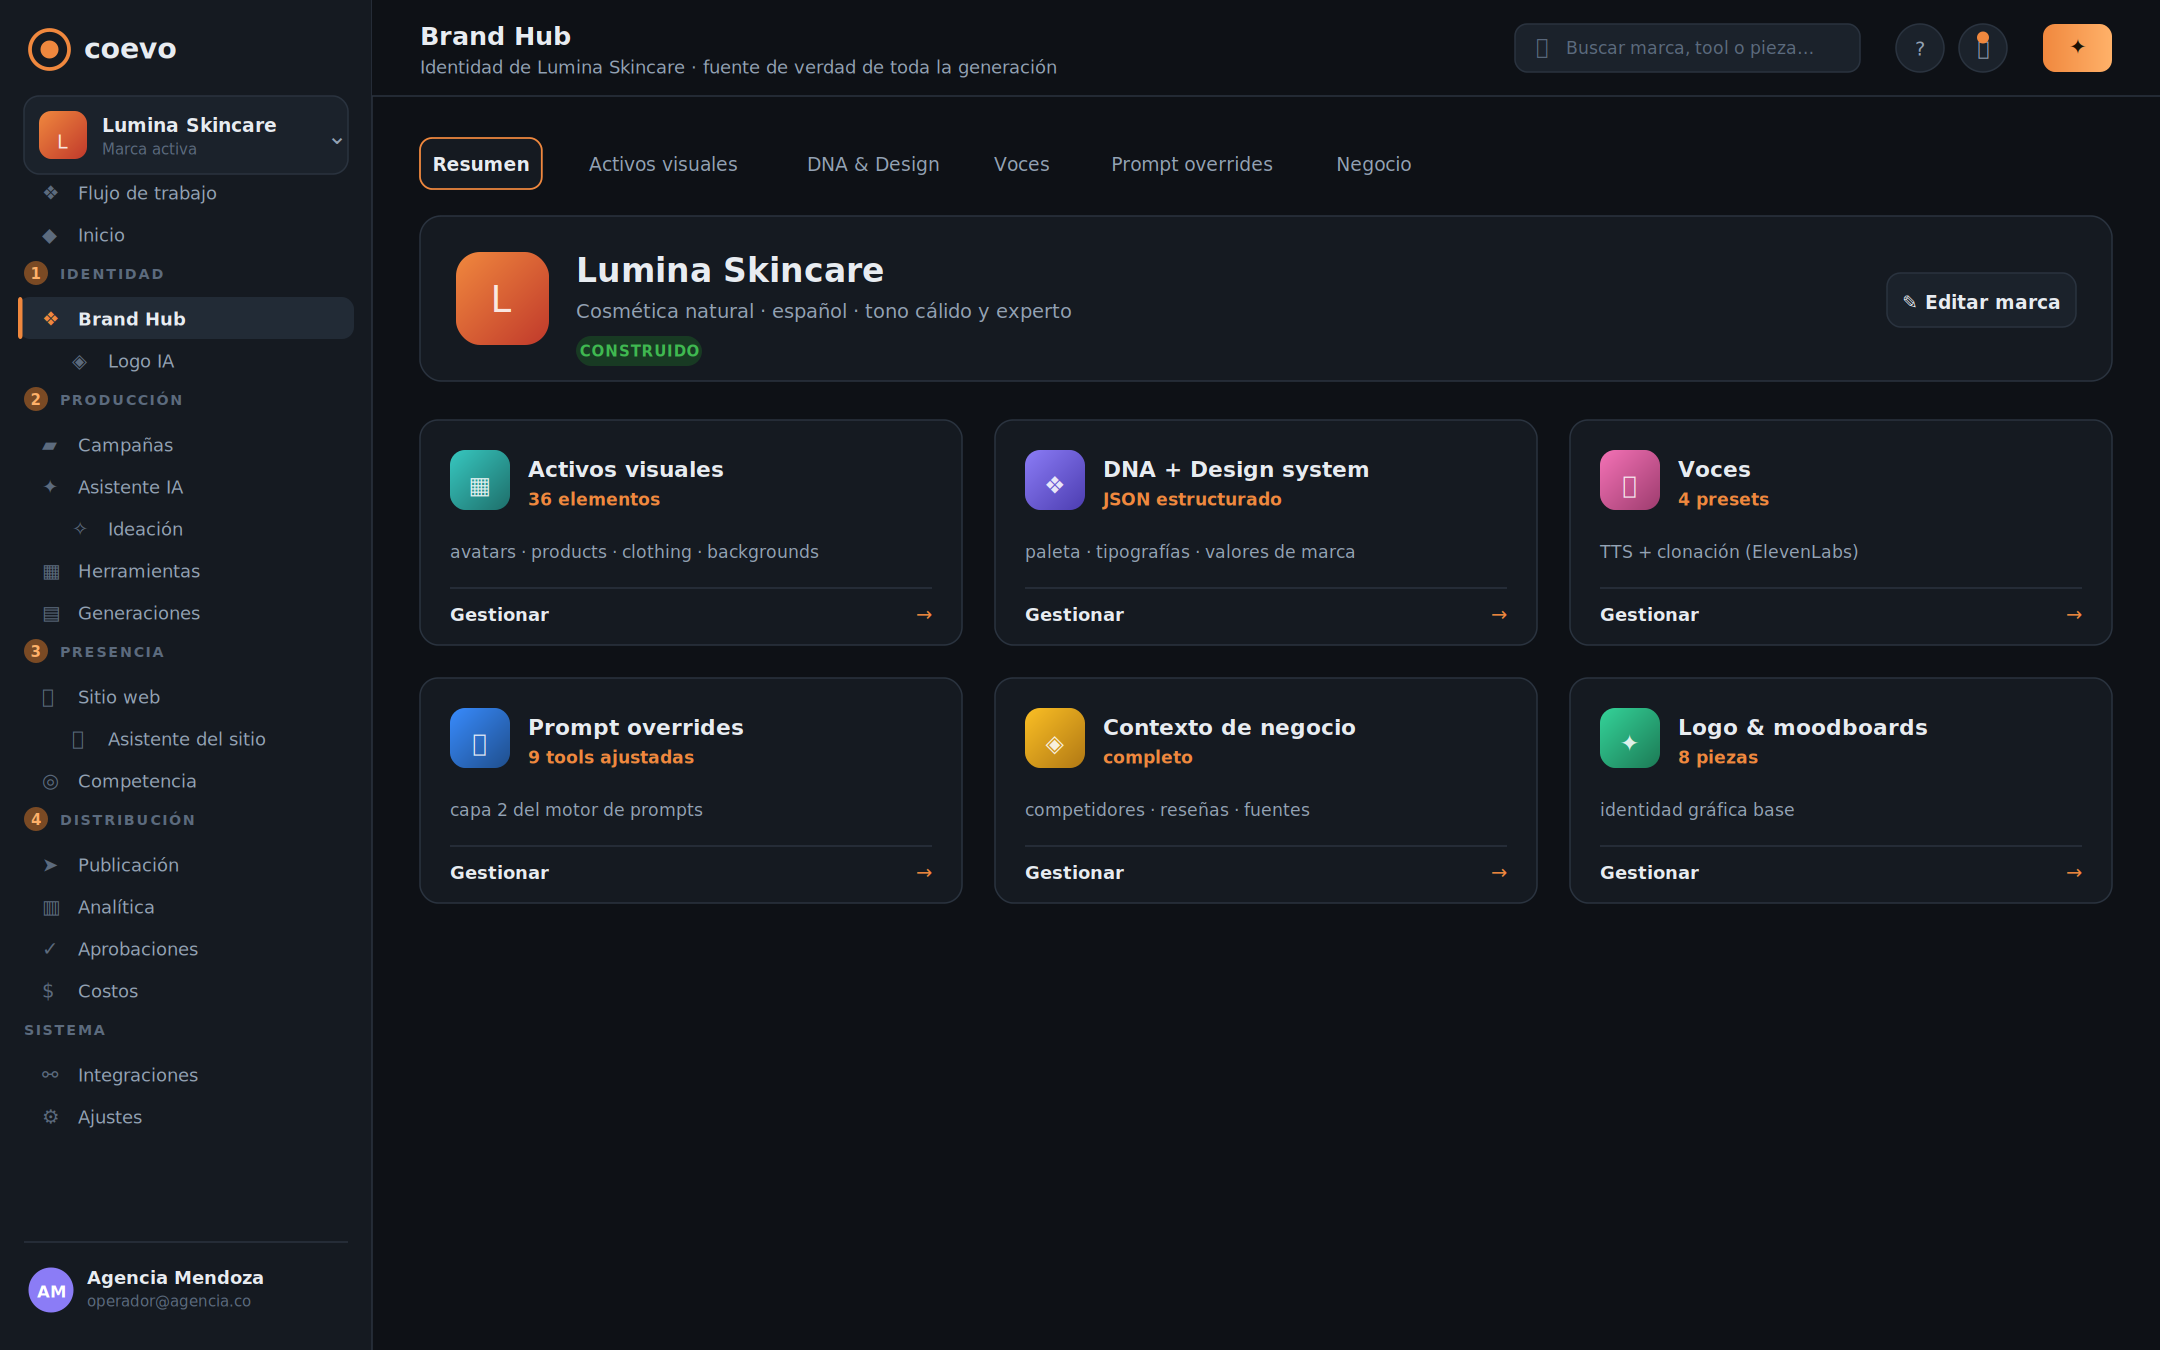 coevo
L
Lumina Skincare
Marca activa
Flujo de trabajo
Inicio
1 IDENTIDAD
Brand Hub
Logo IA
2 PRODUCCIÓN
Campañas
Asistente IA
Ideación
Herramientas
Generaciones
3 PRESENCIA
Sitio web
Asistente del sitio
Competencia
4 DISTRIBUCIÓN
Publicación
Analítica
Aprobaciones
$ Costos
SISTEMA
Integraciones
Ajustes
AM
Agencia Mendoza
operador@agencia.co
Brand Hub
Identidad de Lumina Skincare · fuente de verdad de toda la generación
Buscar marca, tool o pieza...
?
Resumen
Activos visuales
DNA & Design
Voces
Prompt overrides
Negocio
L
Lumina Skincare
Cosmética natural · español · tono cálido y experto
CONSTRUIDO
✎ Editar marca
Activos visuales
36 elementos
avatars · products · clothing · backgrounds
Gestionar →
DNA + Design system
JSON estructurado
paleta · tipografías · valores de marca
Gestionar →
Voces
4 presets
TTS + clonación (ElevenLabs)
Gestionar →
Prompt overrides
9 tools ajustadas
capa 2 del motor de prompts
Gestionar →
Contexto de negocio
completo
competidores · reseñas · fuentes
Gestionar →
Logo & moodboards
8 piezas
identidad gráfica base
Gestionar →